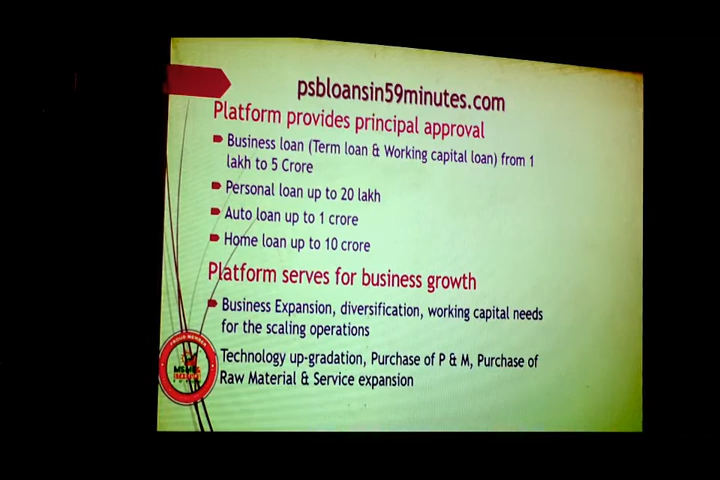 psbloansin59minutes.com
Platform provides principal approval
Business loan (Term loan & Working capital loan) from 1
lakh to 5 Crore
Personal loan up to 20 lakh
Auto loan up to 1 crore
Home loan up to 10 crore
Platform serves for business growth
Business Expansion, diversification, working capital needs
for the scaling operations
Technology up-gradation, Purchase of P & M, Purchase of
Raw Material & Service expansion
PROUD MEMBER